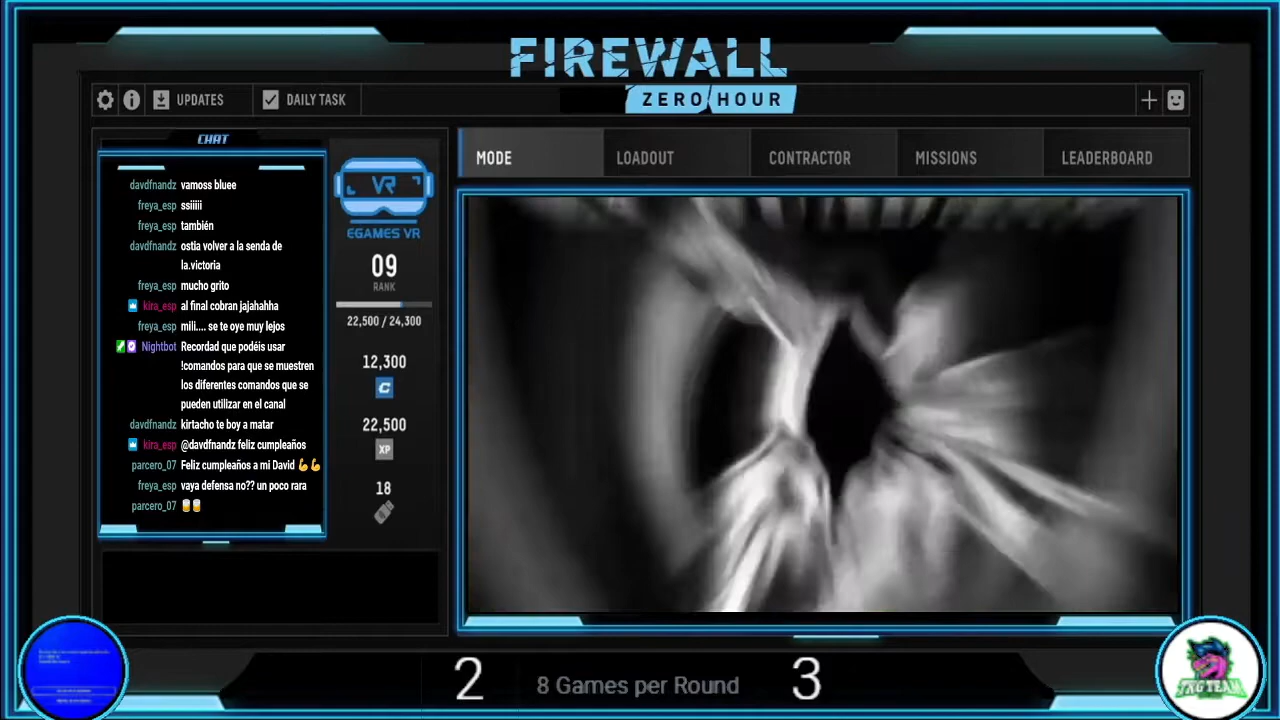 FIREWALL
ZERO HOUR
UPDATES
DAILY TASK
CHAT
davdfnandz vamoss bluee
freya_esp ssiiiii
freya_esp también
davdfnandz ostia volver a la senda de
la.victoria
freya_esp mucho grito
kira_esp al final cobran jajahahha
freya_esp mili.... se te oye muy lejos
Nightbot Recordad que podéis usar
!comandos para que se muestren
los diferentes comandos que se
pueden utilizar en el canal
davdfnandz kirtacho te boy a matar
kira_esp @davdfnandz feliz cumpleaños
parcero_07 Feliz cumpleaños a mi David 💪💪
freya_esp vaya defensa no?? un poco rara
parcero_07 🥛🥛
VR
EGAMES VR
09
RANK
22,500 / 24,300
12,300
C
22,500
XP
18
MODE
LOADOUT
CONTRACTOR
MISSIONS
LEADERBOARD
2
8 Games per Round
3